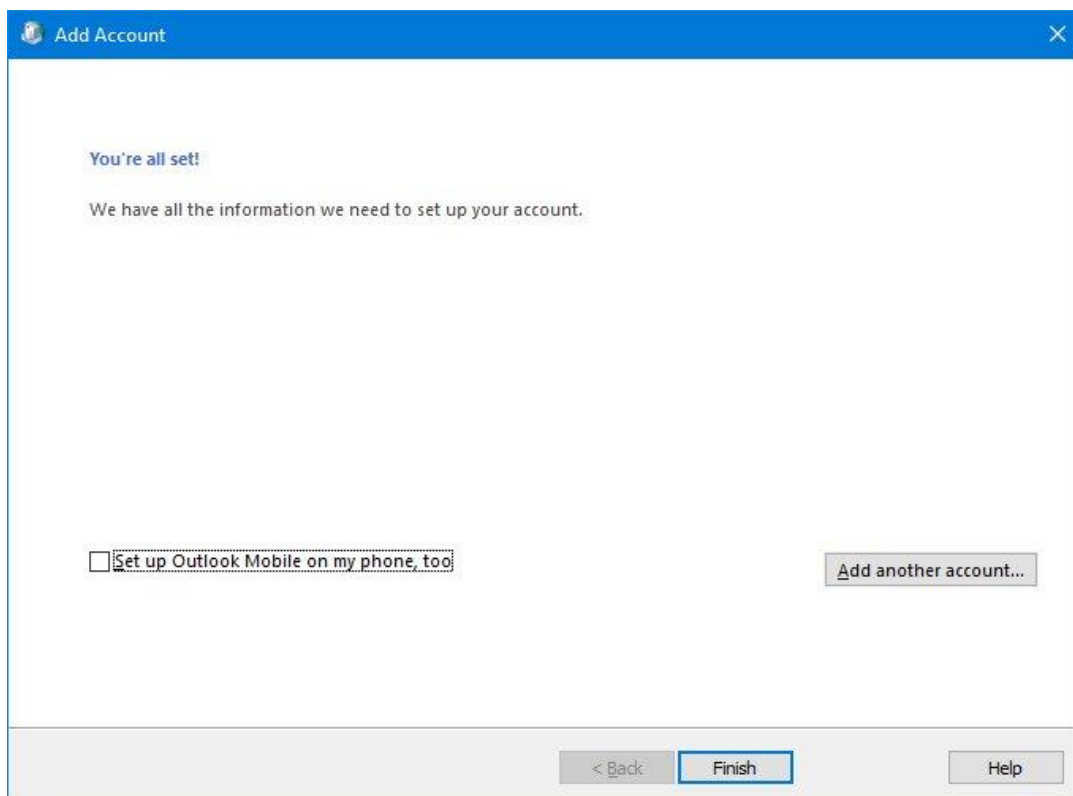 Add Account
You're all set!
We have all the information we need to set up your account.
Set up Outlook Mobile on my phone, too
Add another account...
< Back
Finish
Help